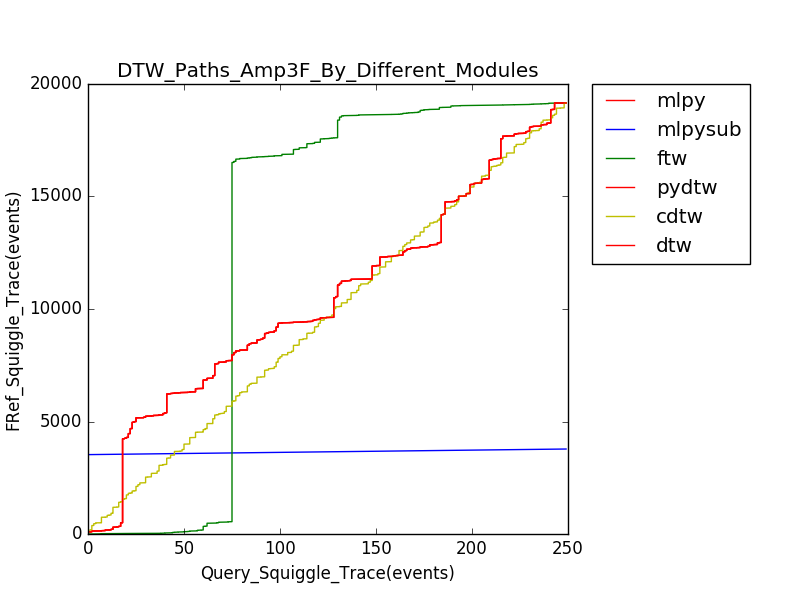 DTW_Paths_Amp3F_By_Different_Modules
20000
15000
10000
5000
0
FRef_Squiggle_Trace(events)
0 50 100 150 200 250
Query_Squiggle_Trace(events)
mlpy
mlpysub
ftw
pydtw
cdtw
dtw